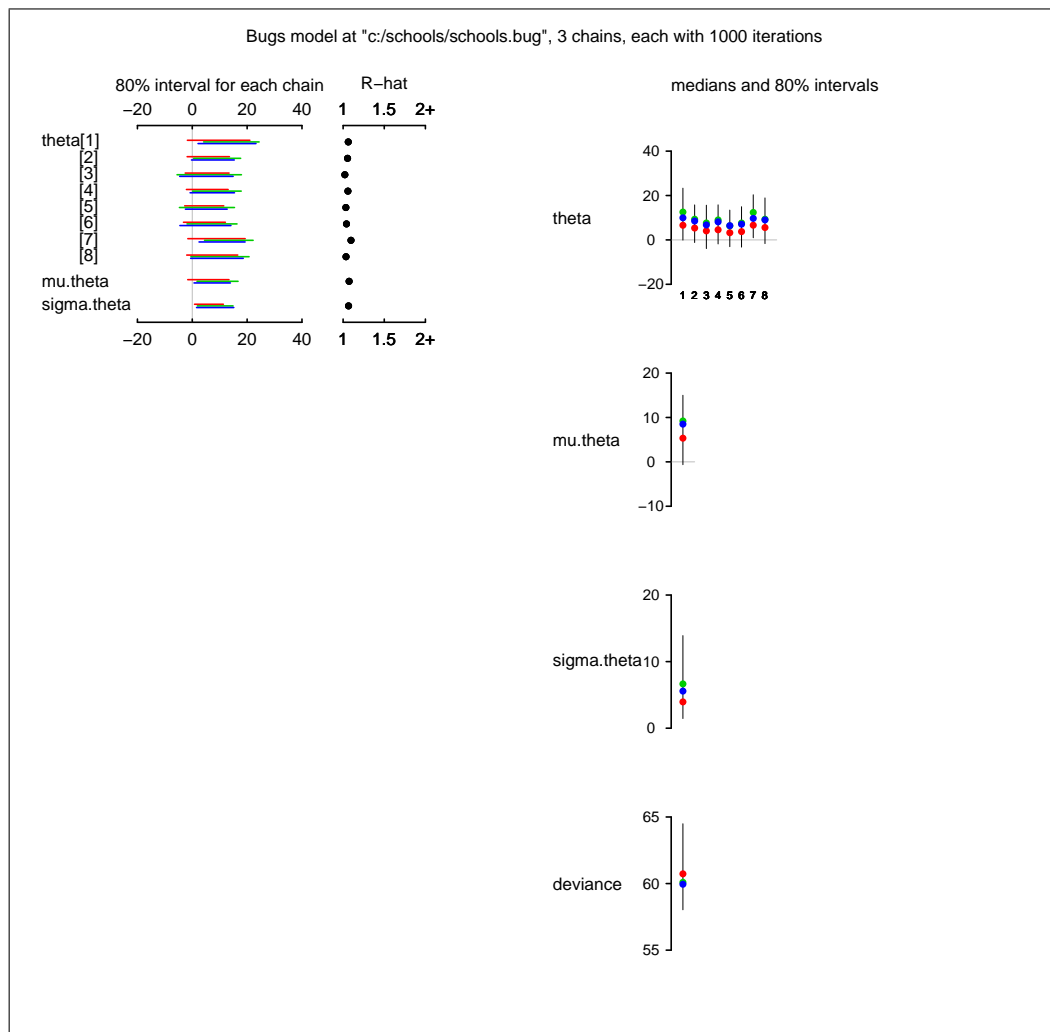 Bugs model at "c:/schools/schools.bug", 3 chains, each with 1000 iterations
80% interval for each chain
R−hat
−20 0 20 40
1 1.5 2+
theta[1]
[2]
[3]
[4]
[5]
[6]
[7]
[8]
mu.theta
sigma.theta
−20 0 20 40
1 1.5 2+
medians and 80% intervals
theta
40
20
0
−20
1 2 3 4 5 6 7 8
mu.theta
20
10
0
−10
sigma.theta
20
10
0
deviance
65
60
55